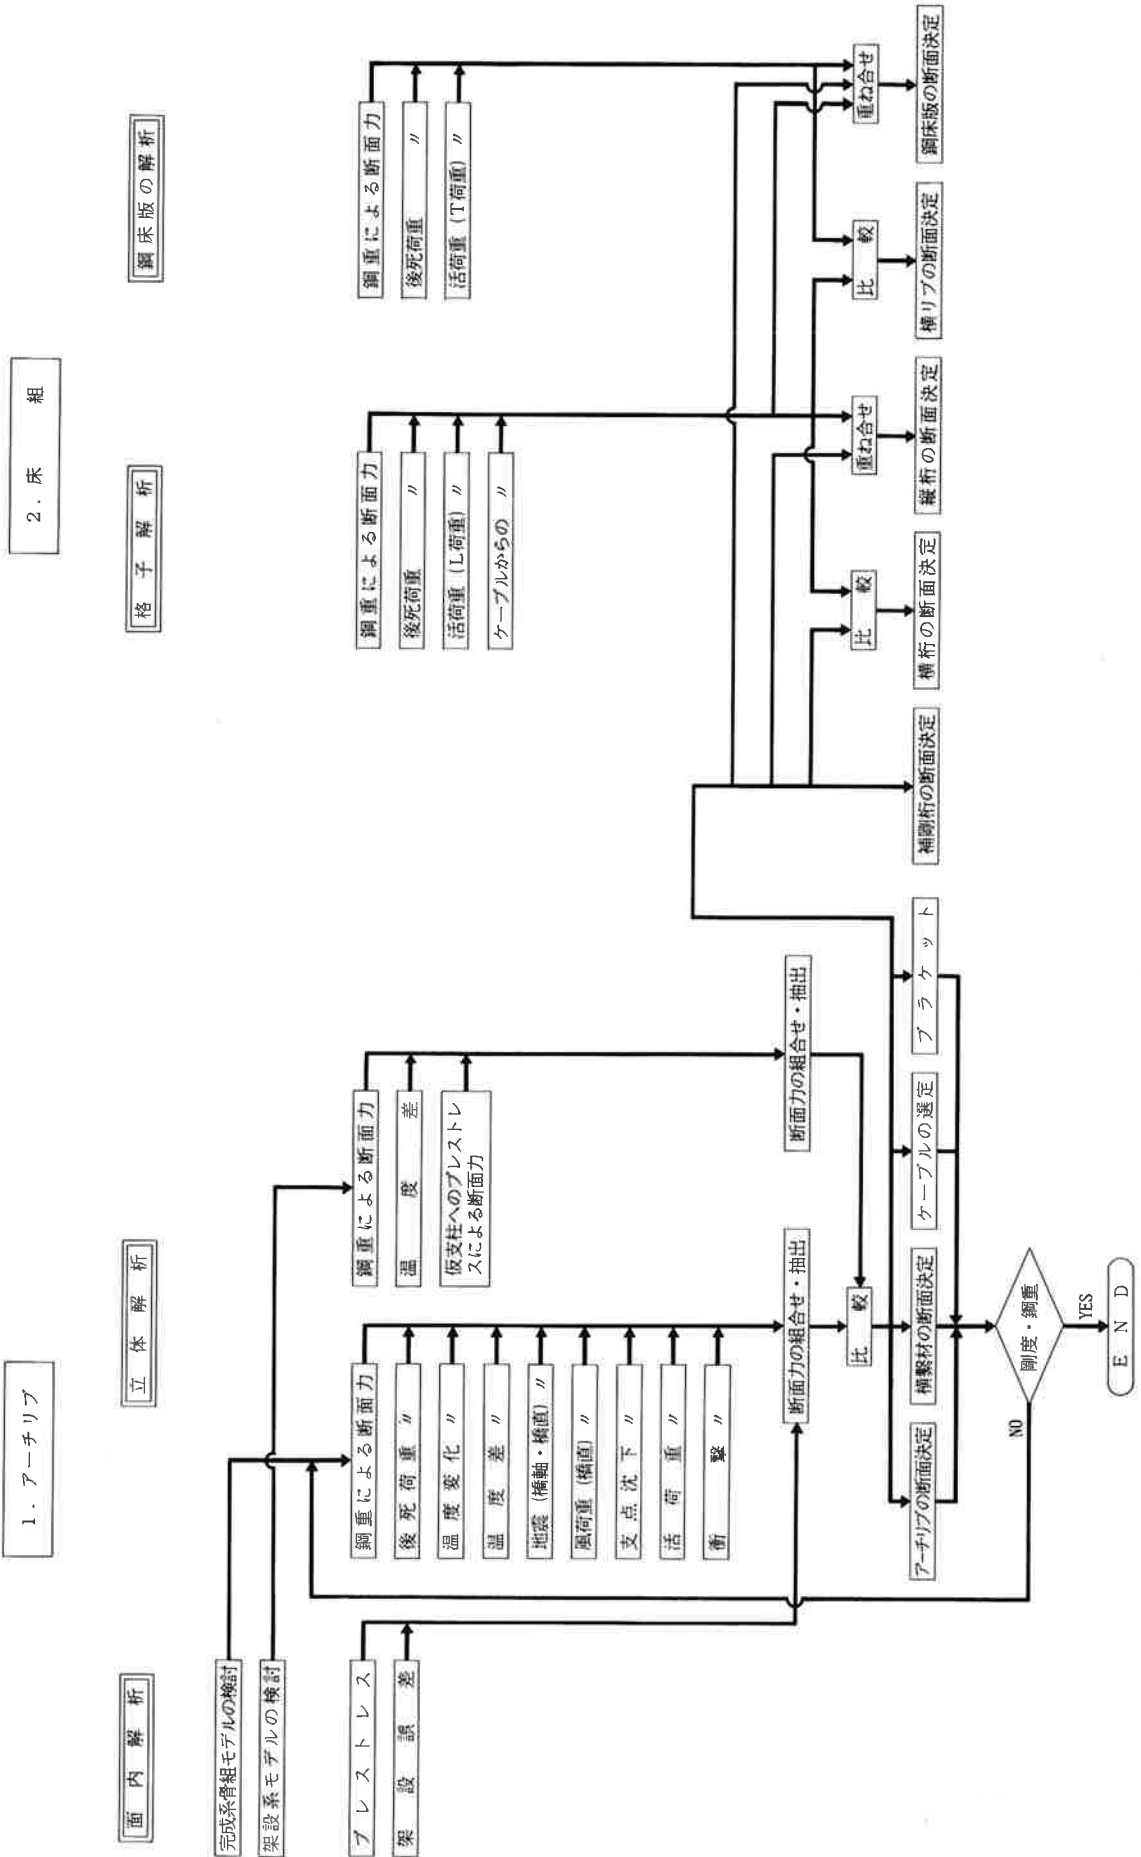 1．アーチリブ
面内解析
完成系骨組モデルの検討
架設系モデルの検討
プレストレス
架設誤差
立体解析
鋼重による断面力
後死荷重 〃
温度変化 〃
温度差 〃
地震（橋軸・橋直）〃
風荷重（橋直）〃
支点沈下 〃
活荷重 〃
衝撃 〃
鋼重による断面力
温度差
仮支柱へのプレストレ
スによる断面力
断面力の組合せ・抽出
断面力の組合せ・抽出
比較
アーチリブの断面決定
横繋材の断面決定
ケーブルの選定
ブラケット
剛度・鋼重
NO
YES
END
2．床組
格子解析
鋼重による断面力
後死荷重 〃
活荷重（L荷重）〃
ケーブルからの 〃
鋼床版の解析
鋼重による断面力
後死荷重 〃
活荷重（T荷重）〃
比較
重ね合せ
比較
重ね合せ
補剛桁の断面決定
横桁の断面決定
縦桁の断面決定
横リブの断面決定
鋼床版の断面決定